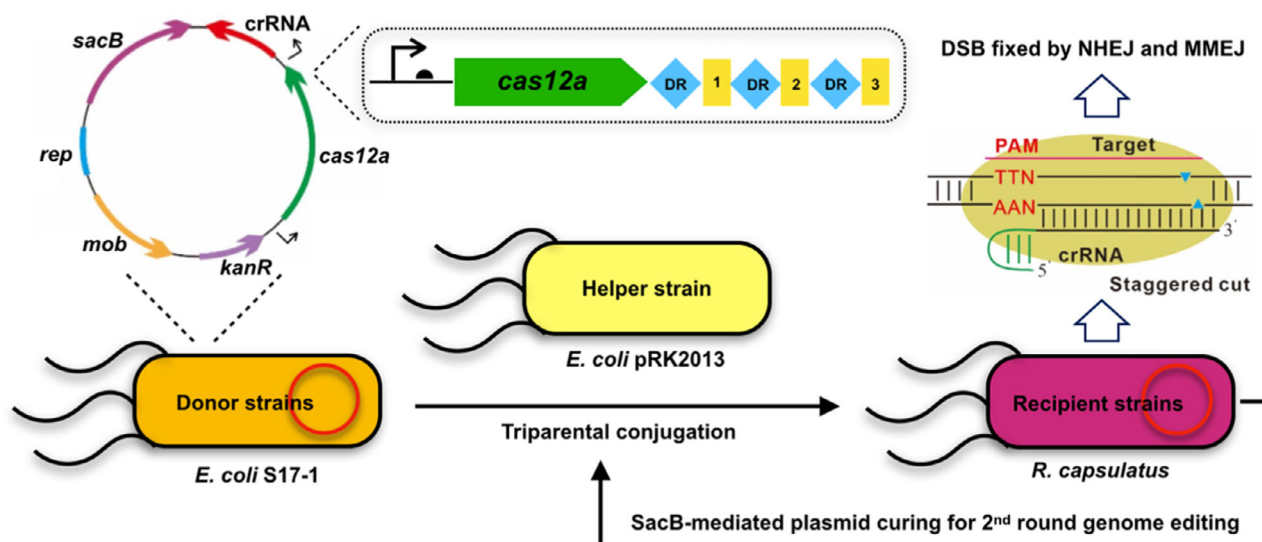 crRNA
sacB
rep
cas12a
mob
kanR
cas12a
DR 1 DR 2 DR 3
DSB fixed by NHEJ and MMEJ
PAM Target
TTN
AAN
3'
5' crRNA
Staggered cut
Helper strain
E. coli pRK2013
Donor strains
E. coli S17-1
Triparental conjugation
Recipient strains
R. capsulatus
SacB-mediated plasmid curing for 2nd round genome editing